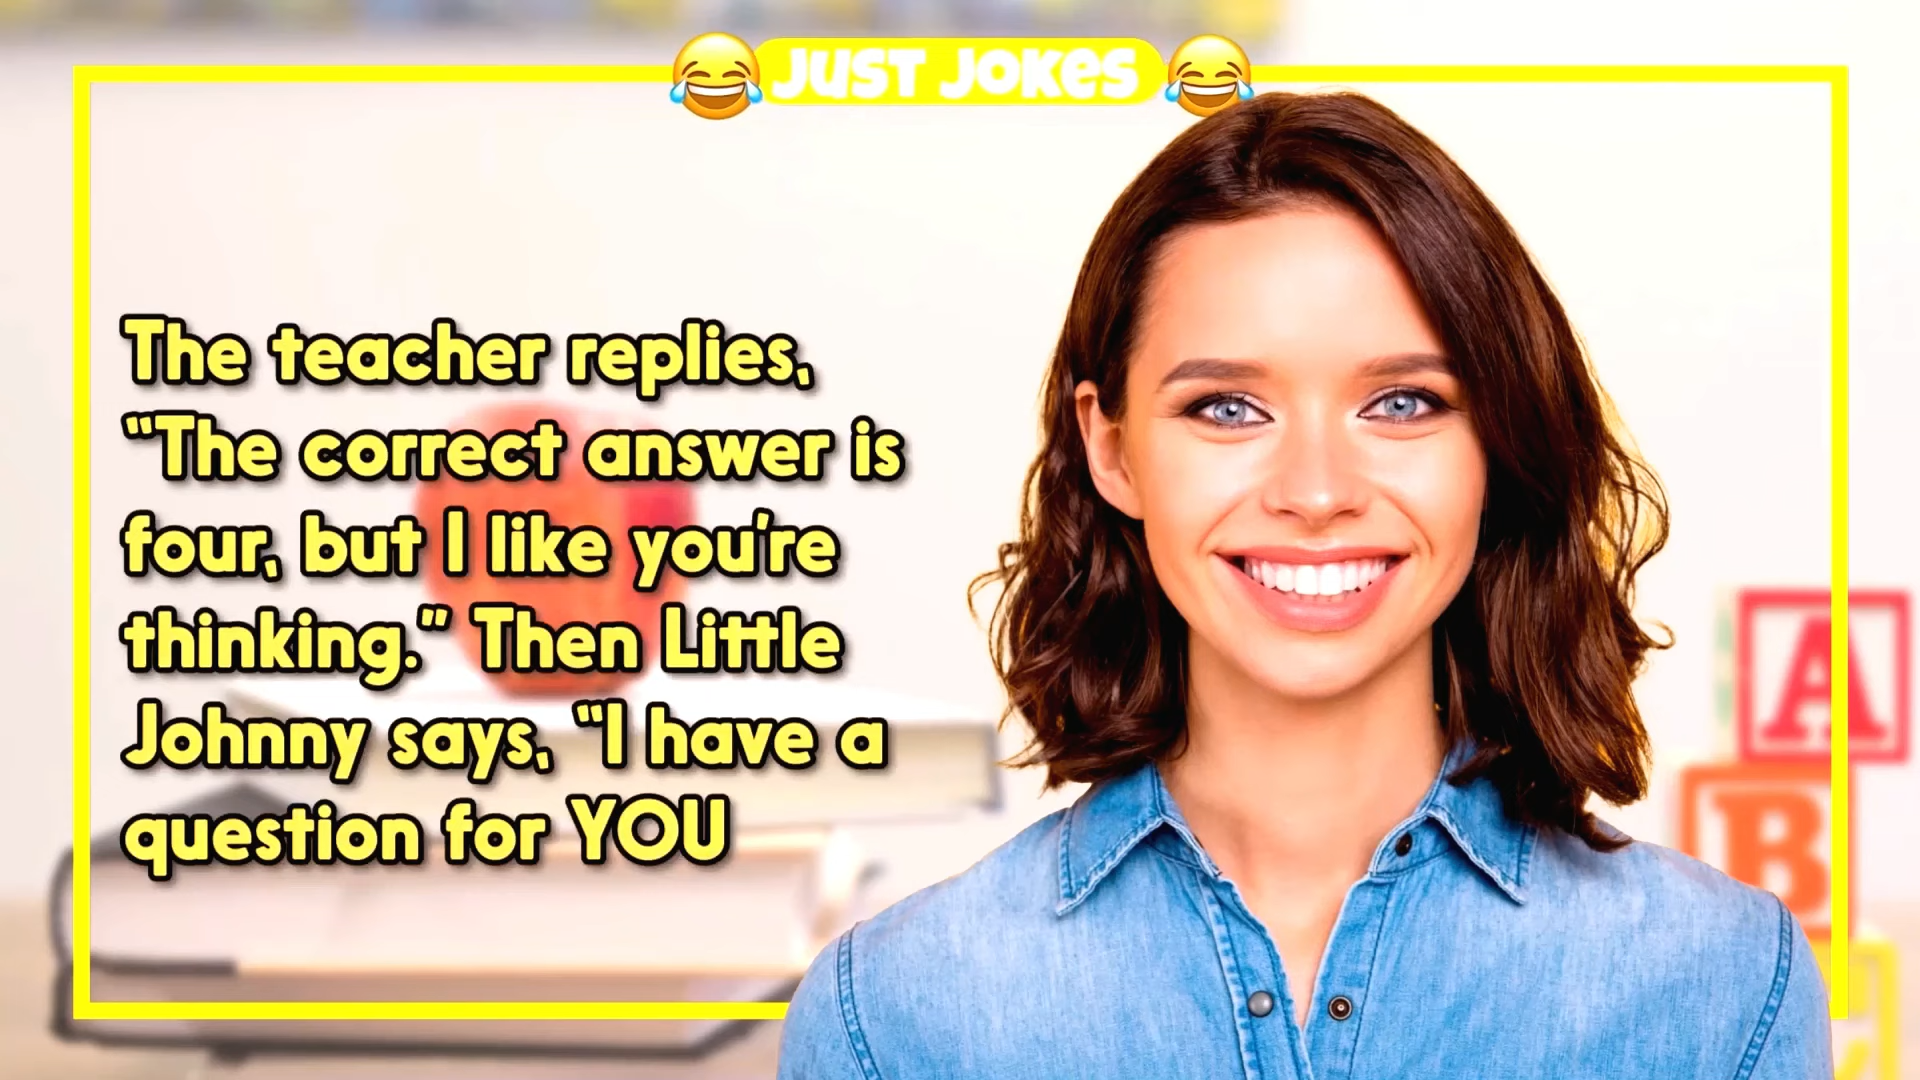 JUST JOKES
The teacher replies,
"The correct answer is
four, but I like you're
thinking." Then Little
Johnny says, "I have a
question for YOU
A
B